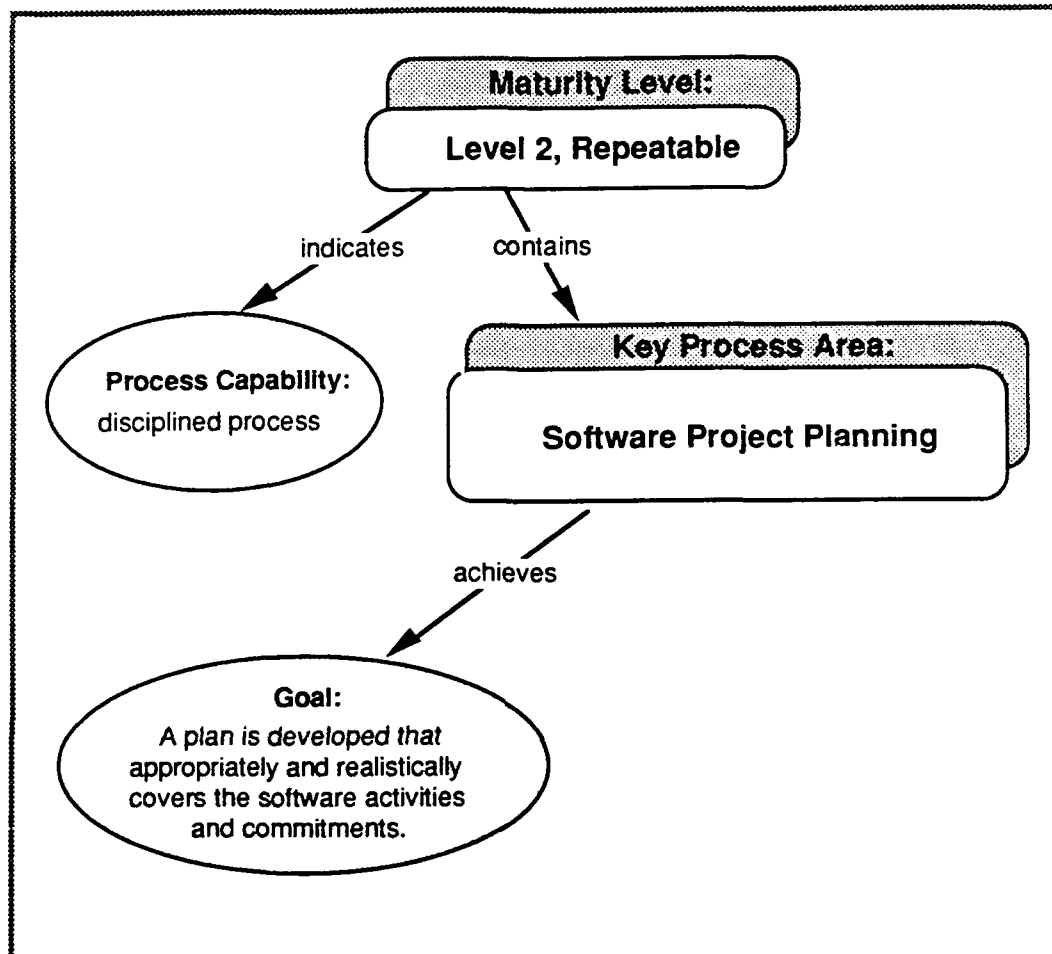 Maturity Level:
Level 2, Repeatable
indicates
contains
Process Capability:
disciplined process
Key Process Area:
Software Project Planning
achieves
Goal:
A plan is developed that
appropriately and realistically
covers the software activities
and commitments.